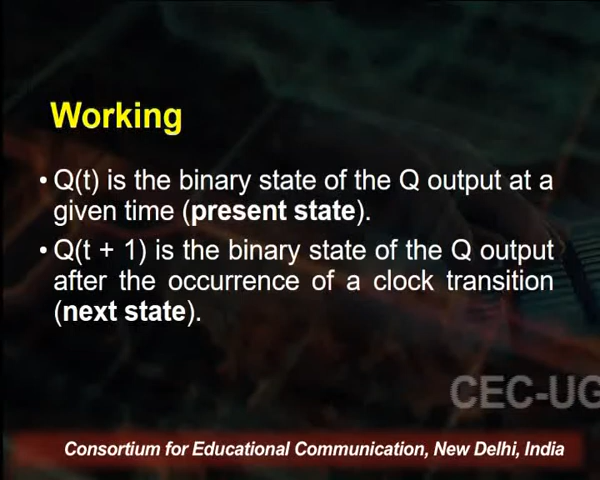 Working
• Q(t) is the binary state of the Q output at a
given time (present state).
• Q(t + 1) is the binary state of the Q output
after the occurrence of a clock transition
(next state).
CEC-UG
Consortium for Educational Communication, New Delhi, India